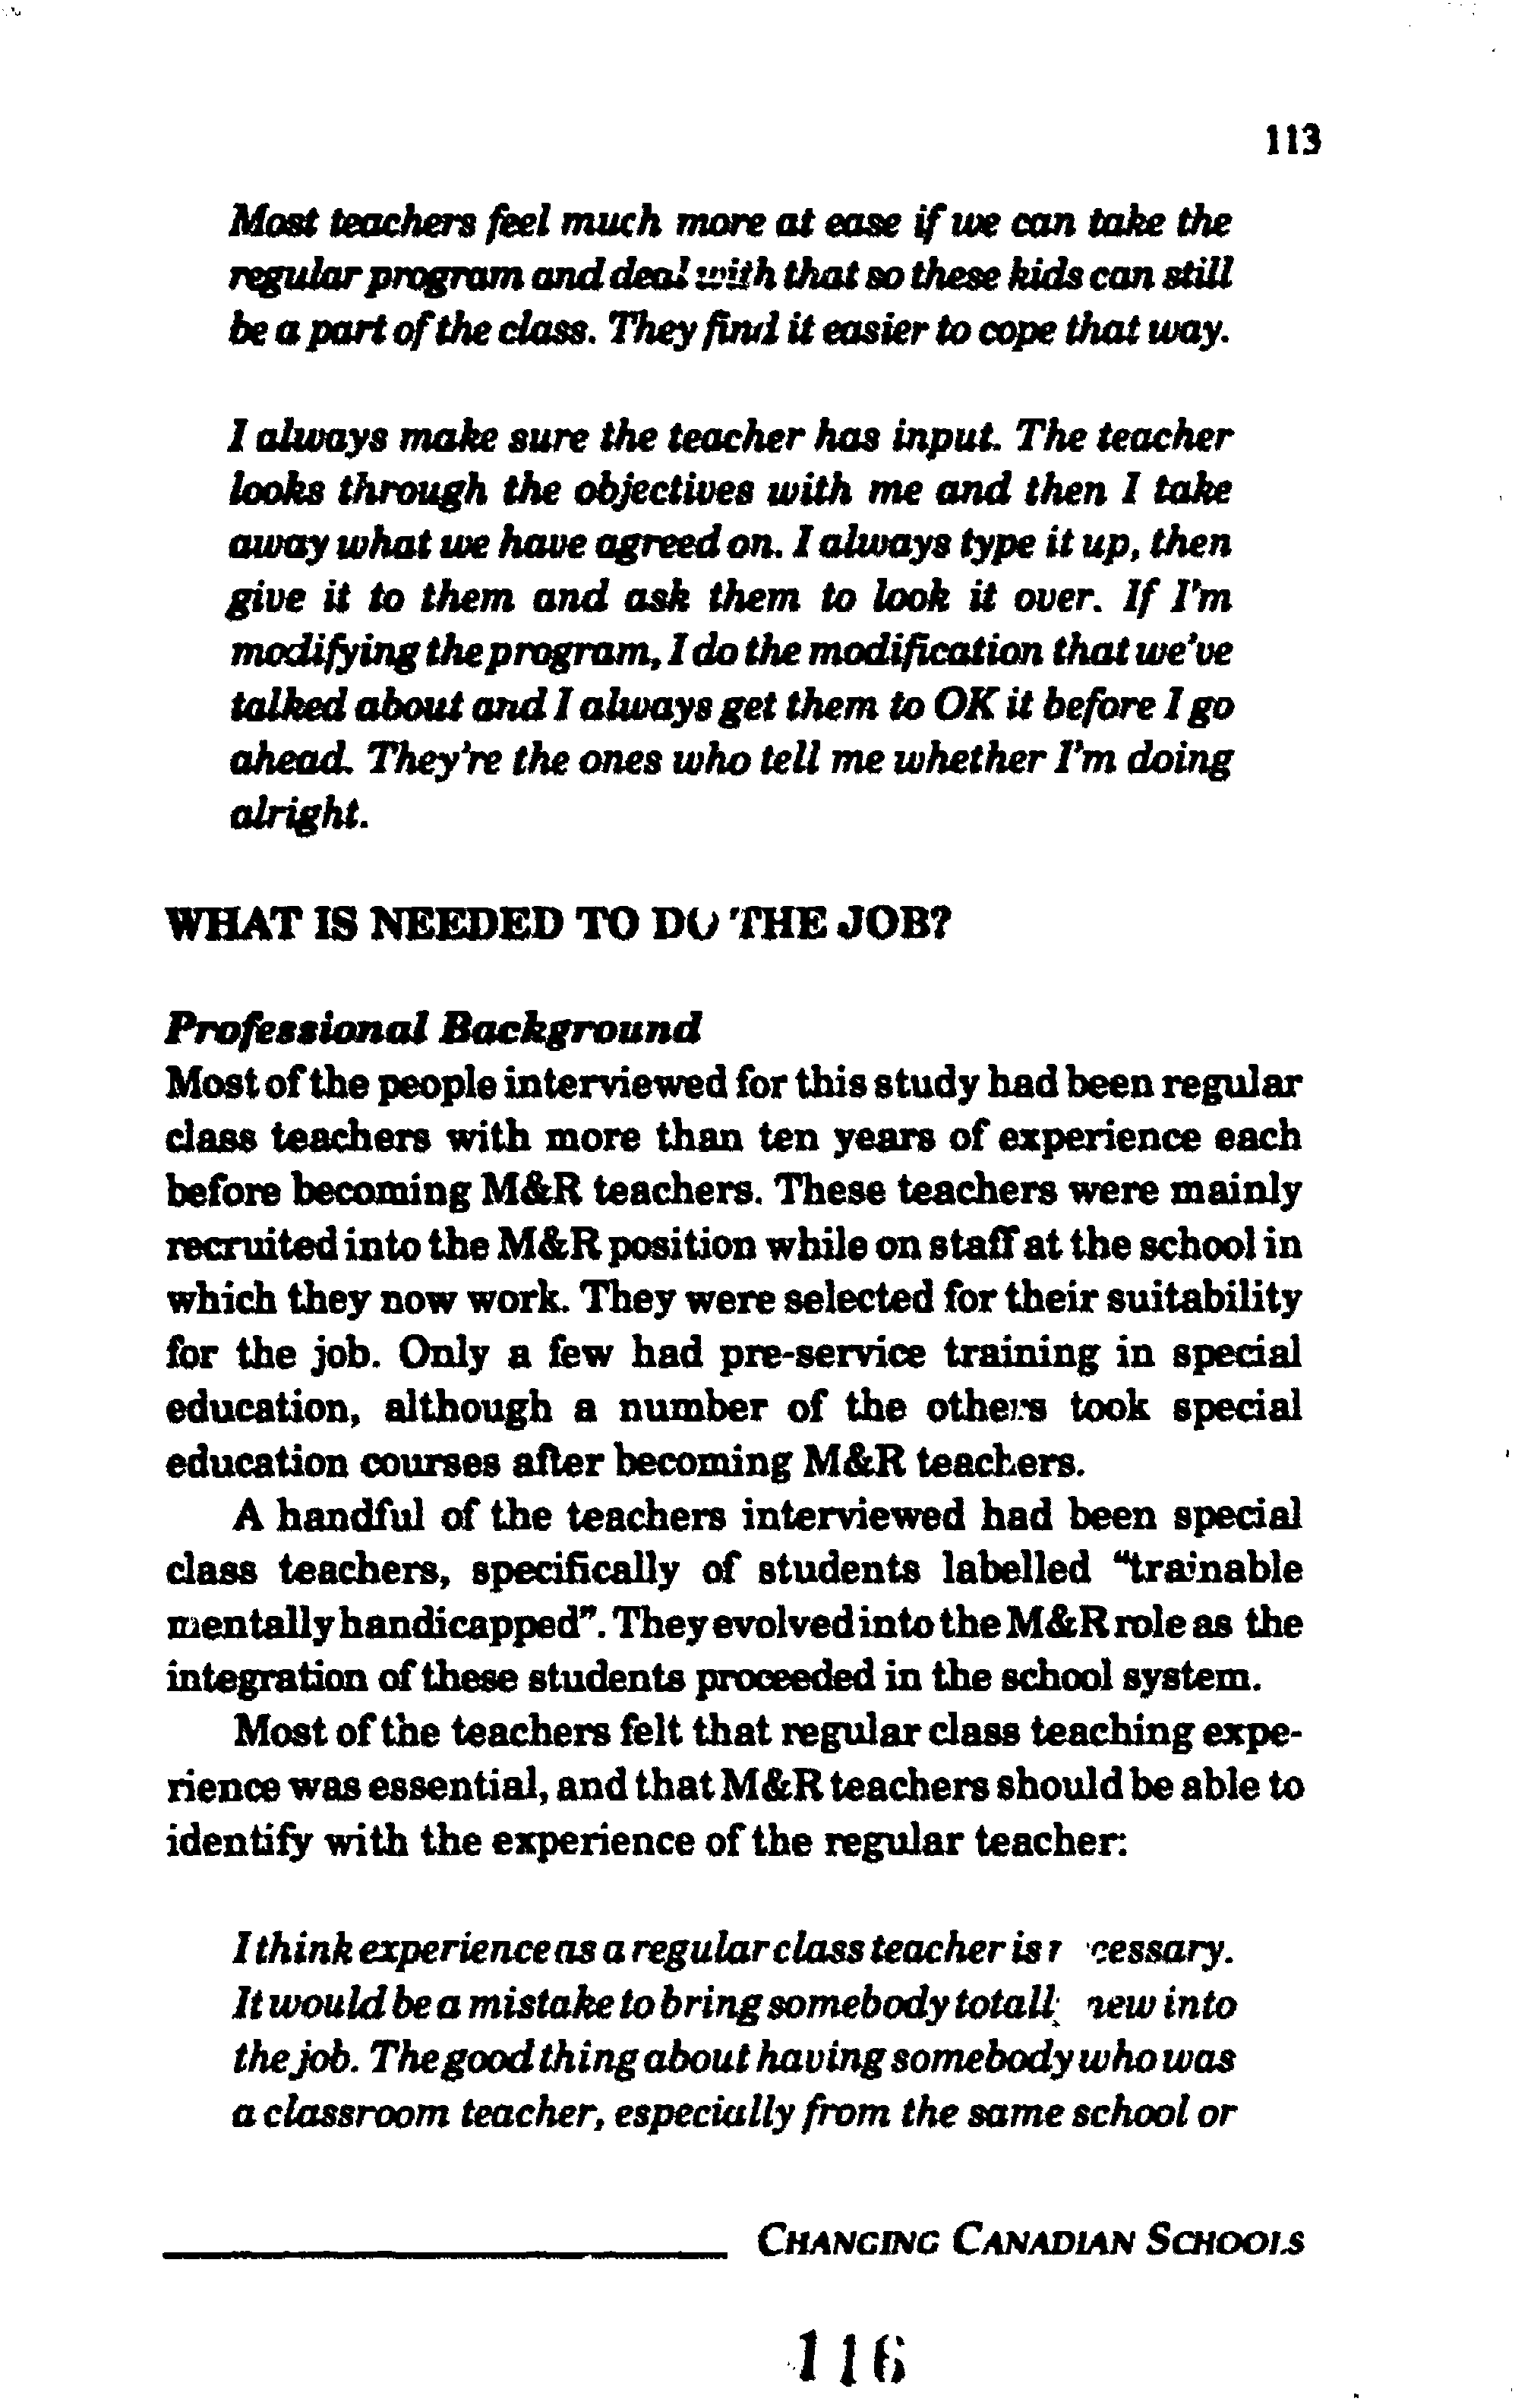 113
Most teachers feel much more at ease if we can take the
regular program and deal with that so these kids can still
be a part of the class. They find it easier to cope that way.
I always make sure the teacher has input. The teacher
looks through the objectives with me and then I take
away what we have agreed on. I always type it up, then
give it to them and ask them to look it over. If I'm
modifying the program, I do the modification that we've
talked about and I always get them to OK it before I go
ahead. They're the ones who tell me whether I'm doing
alright.
WHAT IS NEEDED TO DO THE JOB?
Professional Background
Most of the people interviewed for this study had been regular
class teachers with more than ten years of experience each
before becoming M&R teachers. These teachers were mainly
recruited into the M&R position while on staff at the school in
which they now work. They were selected for their suitability
for the job. Only a few had pre-service training in special
education, although a number of the others took special
education courses after becoming M&R teachers.
A handful of the teachers interviewed had been special
class teachers, specifically of students labelled "trainable
mentally handicapped". They evolved into the M&R role as the
integration of these students proceeded in the school system.
Most of the teachers felt that regular class teaching expe-
rience was essential, and that M&R teachers should be able to
identify with the experience of the regular teacher:
I think experience as a regular class teacher is necessary.
It would be a mistake to bring somebody totally new into
the job. The good thing about having somebody who was
a classroom teacher, especially from the same school or
CHANGING CANADIAN SCHOOLS
116